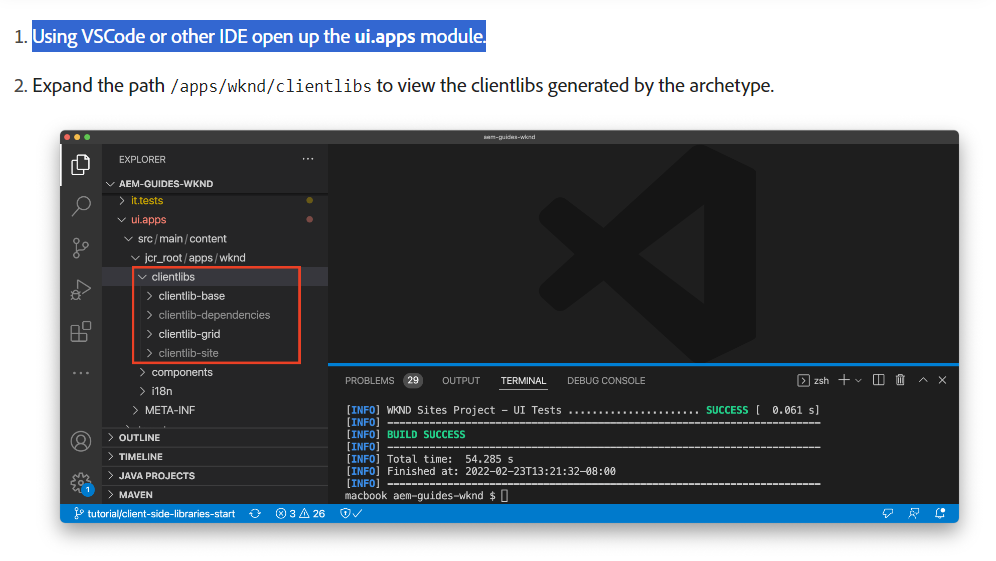 1. Using VSCode or other IDE open up the ui.apps module.
2. Expand the path /apps/wknd/clientlibs to view the clientlibs generated by the archetype.
aem-guides-wknd
EXPLORER
AEM-GUIDES-WKND
it.tests
ui.apps
src/main/content
jcr_root/apps/wknd
clientlibs
clientlib-base
clientlib-dependencies
clientlib-grid
clientlib-site
components
i18n
META-INF
OUTLINE
TIMELINE
JAVA PROJECTS
MAVEN
1
PROBLEMS 29 OUTPUT TERMINAL DEBUG CONSOLE zsh
[INFO] WKND Sites Project - UI Tests ...................... SUCCESS [  0.061 s]
[INFO] ------------------------------------------------------------------------
[INFO] BUILD SUCCESS
[INFO] ------------------------------------------------------------------------
[INFO] Total time:  54.285 s
[INFO] Finished at: 2022-02-23T13:21:32-08:00
[INFO] ------------------------------------------------------------------------
macbook aem-guides-wknd $
tutorial/client-side-libraries-start 3 26